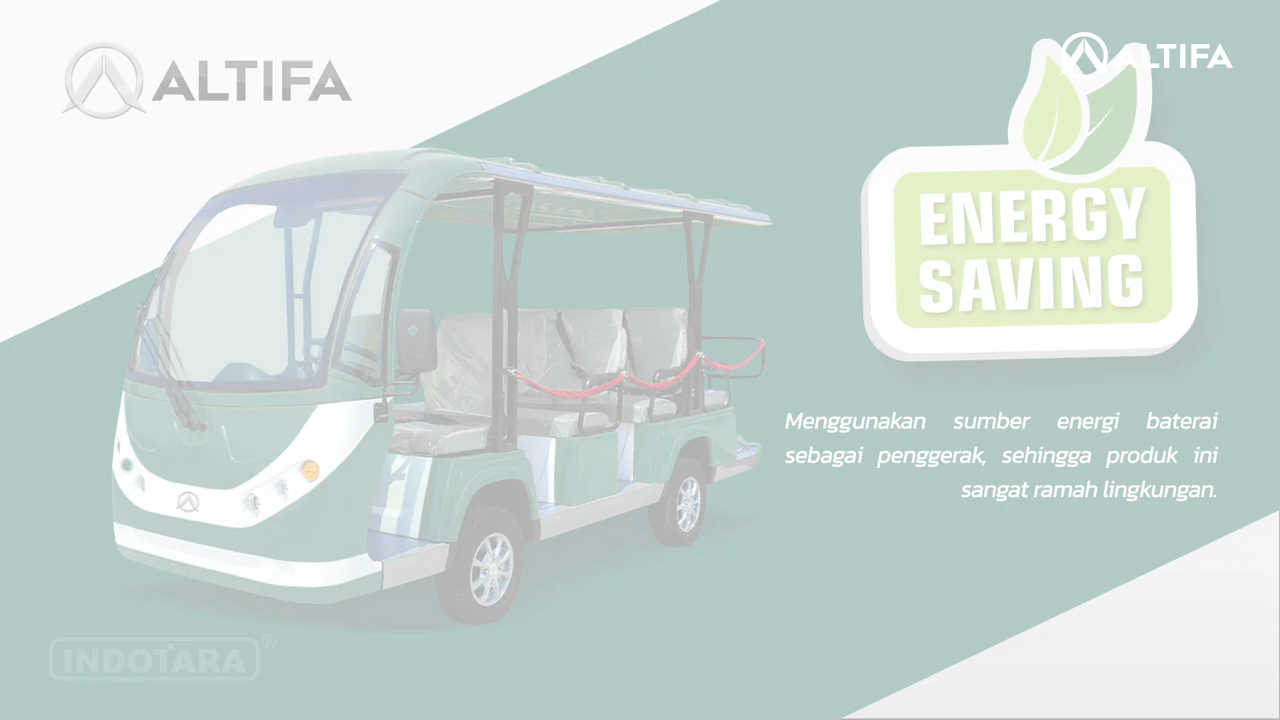 ALTIFA
ALTIFA
ENERGY
SAVING
Menggunakan sumber energi baterai
sebagai penggerak, sehingga produk ini
sangat ramah lingkungan.
INDOTARA®